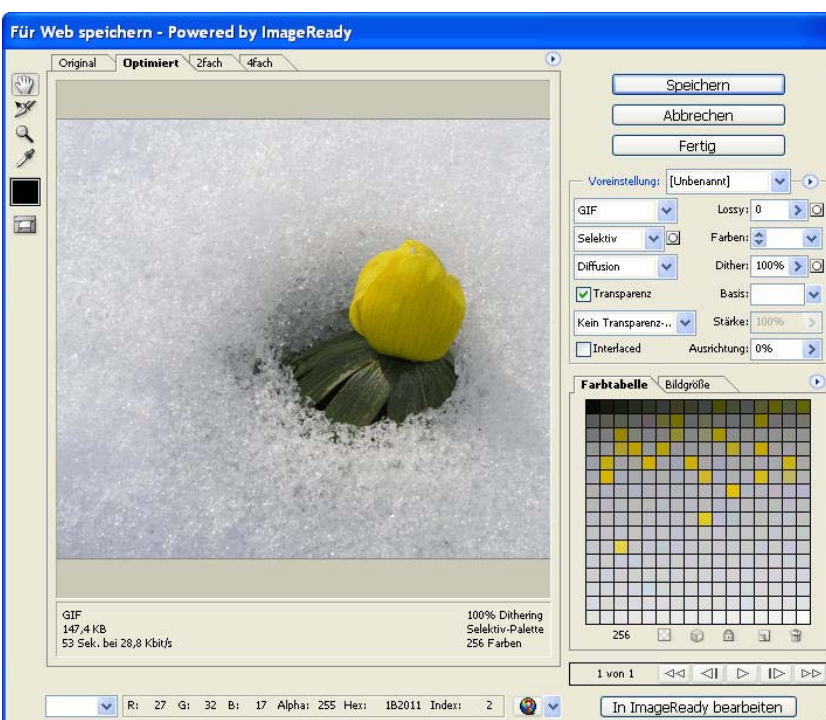 Für Web speichern - Powered by ImageReady
Original Optimiert 2fach 4fach
Speichern
Abbrechen
Fertig
Voreinstellung: [Unbenannt]
GIF Lossy: 0
Selektiv Farben:
Diffusion Dither: 100%
Transparenz Basis:
Kein Transparenz-... Stärke: 100%
Interlaced Ausrichtung: 0%
Farbtabelle Bildgröße
256
GIF 100% Dithering
147,4 KB Selektiv-Palette
53 Sek. bei 28,8 Kbit/s 256 Farben
1 von 1
R: 27 G: 32 B: 17 Alpha: 255 Hex: 1B2011 Index: 2
In ImageReady bearbeiten